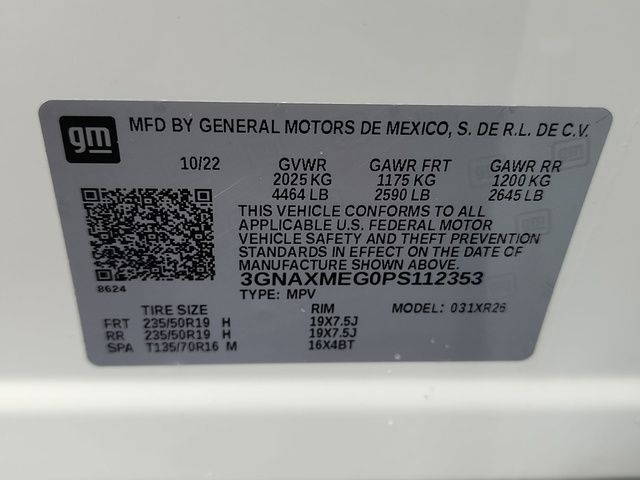 gm
MFD BY GENERAL MOTORS DE MEXICO, S. DE R.L. DE C.V.
10/22 GVWR GAWR FRT GAWR RR
2025 KG 1175 KG 1200 KG
4464 LB 2590 LB 2645 LB
THIS VEHICLE CONFORMS TO ALL
APPLICABLE U.S. FEDERAL MOTOR
VEHICLE SAFETY AND THEFT PREVENTION
STANDARDS IN EFFECT ON THE DATE OF
MANUFACTURE SHOWN ABOVE.
8624 3GNAXMEG0PS112353
TYPE: MPV MODEL: 031XR26
TIRE SIZE RIM
FRT 235/50R19 H 19X7.5J
RR 235/50R19 H 19X7.5J
SPA T135/70R16 M 16X4BT